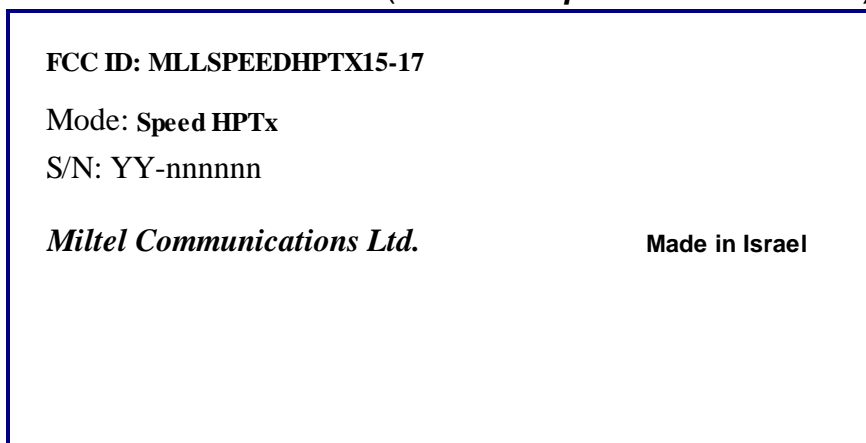 FCC ID: MLLSPEEDHPTX15-17
Mode: Speed HPTx
S/N: YY-nnnnnn
Miltel Communications Ltd. Made in Israel